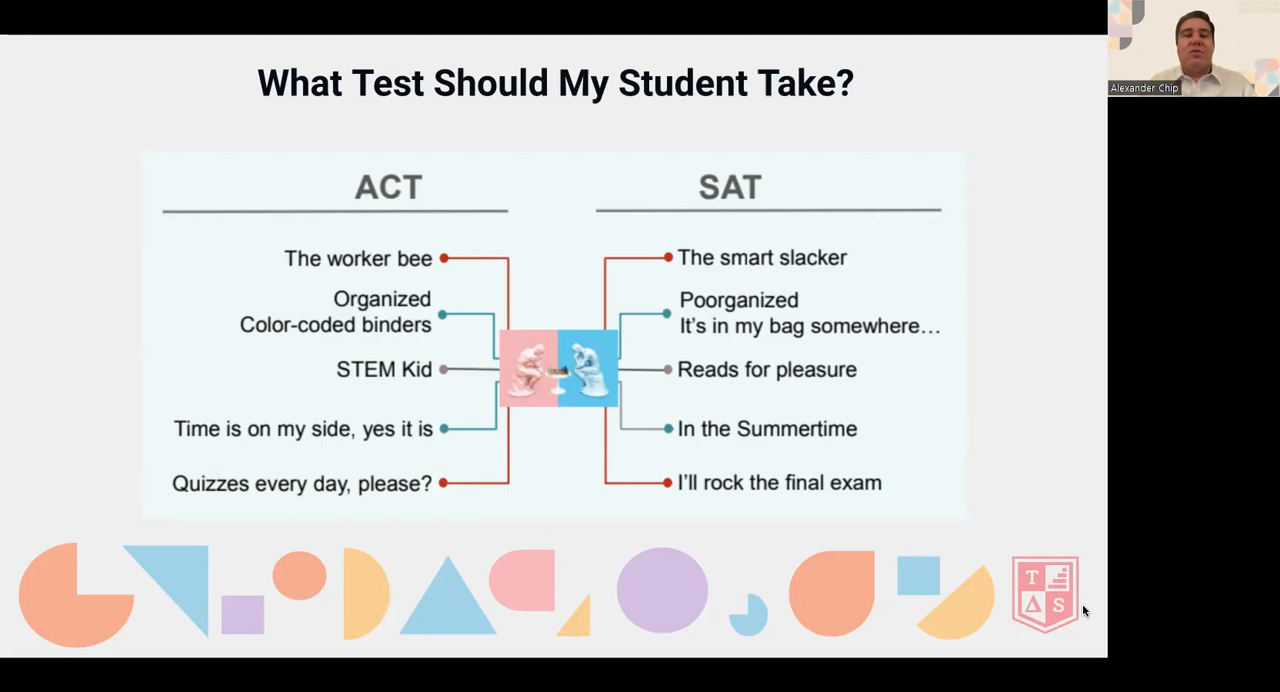 What Test Should My Student Take?
Alexander Chip
ACT
SAT
The worker bee
Organized
Color-coded binders
STEM Kid
Time is on my side, yes it is
Quizzes every day, please?
The smart slacker
Poorganized
It's in my bag somewhere…
Reads for pleasure
In the Summertime
I'll rock the final exam
T
S